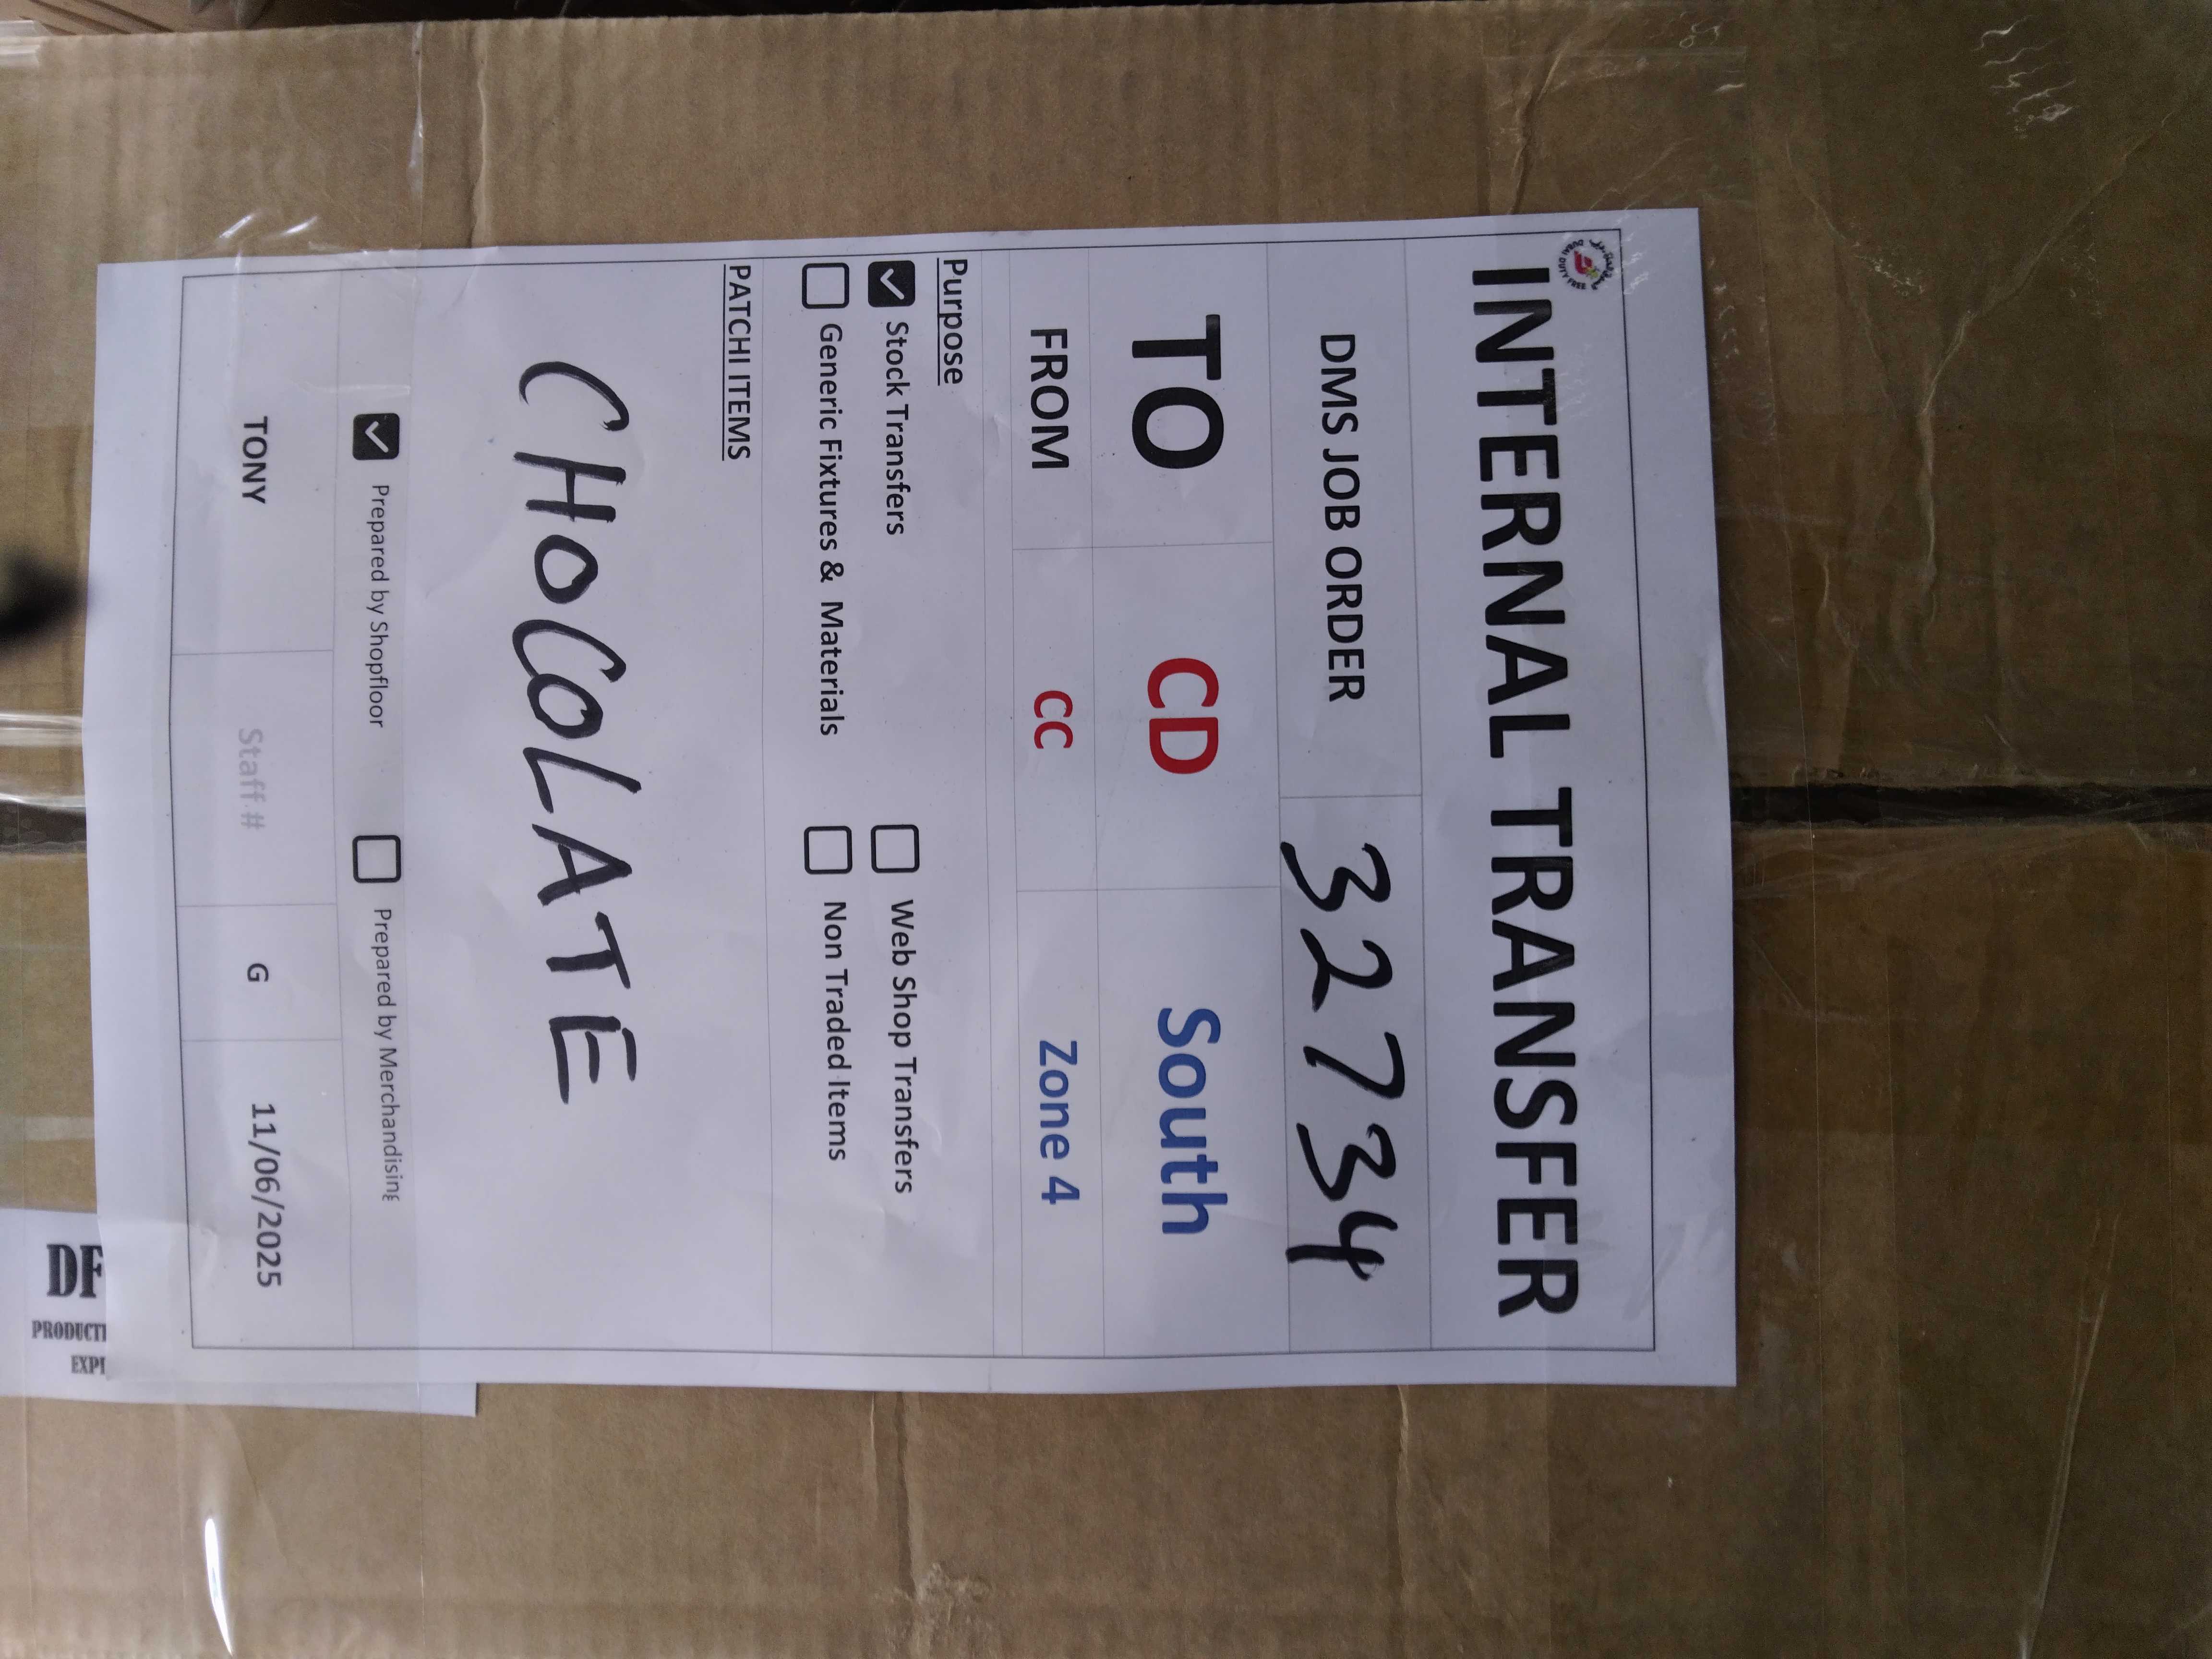 INTERNAL TRANSFER
DMS JOB ORDER 32734
TO CD South
FROM CC Zone 4
Purpose
Stock Transfers Web Shop Transfers
Generic Fixtures & Materials Non Traded Items
PATCHI ITEMS
CHOCOLATE
Prepared by Shopfloor Prepared by Merchandising
TONY Staff # G 11/06/2025